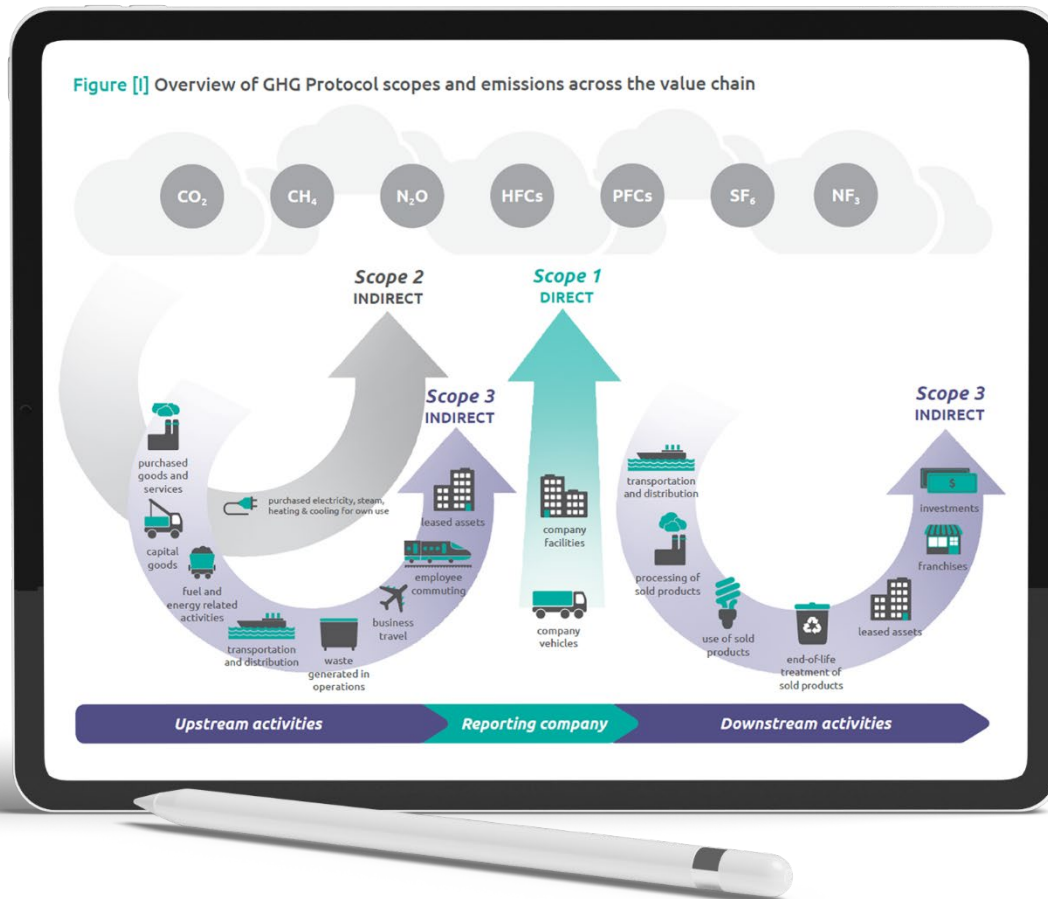 Figure [I] Overview of GHG Protocol scopes and emissions across the value chain
CO₂
CH₄
N₂O
HFCs
PFCs
SF₆
NF₃
Scope 2
INDIRECT
Scope 1
DIRECT
Scope 3
INDIRECT
Scope 3
INDIRECT
purchased
goods and
services
capital
goods
fuel and
energy related
activities
purchased electricity, steam,
heating & cooling for own use
transportation
and distribution
waste
generated in
operations
business
travel
employee
commuting
leased assets
company
facilities
company
vehicles
transportation
and distribution
processing of
sold products
use of sold
products
end-of-life
treatment of
sold products
leased assets
franchises
$
investments
Upstream activities
Reporting company
Downstream activities